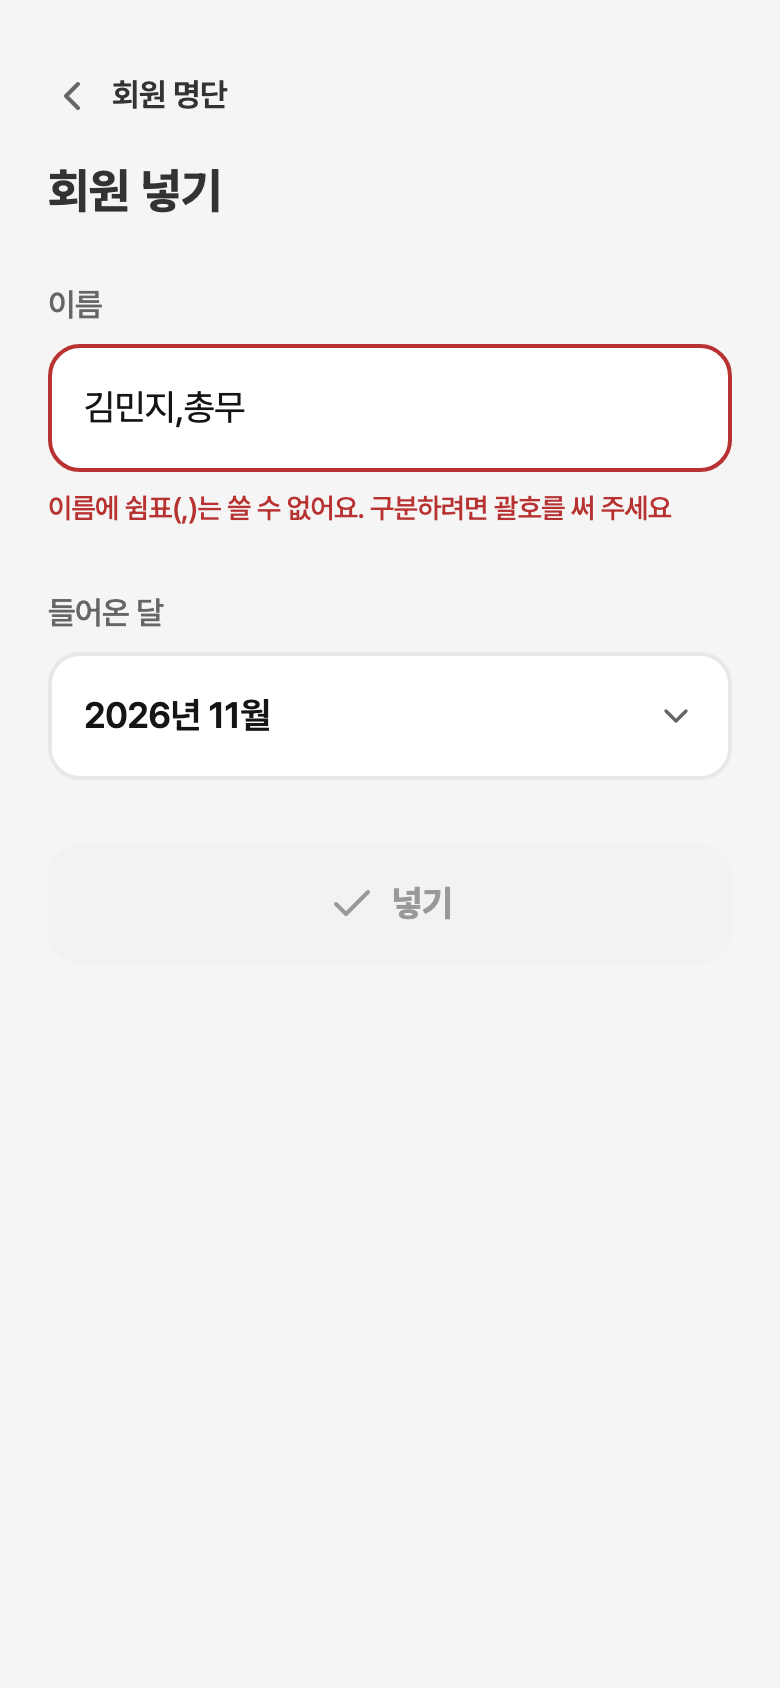 회원 명단
회원 넣기
이름
김민지,총무
이름에 쉼표(,)는 쓸 수 없어요. 구분하려면 괄호를 써 주세요
들어온 달
2026년 11월
넣기